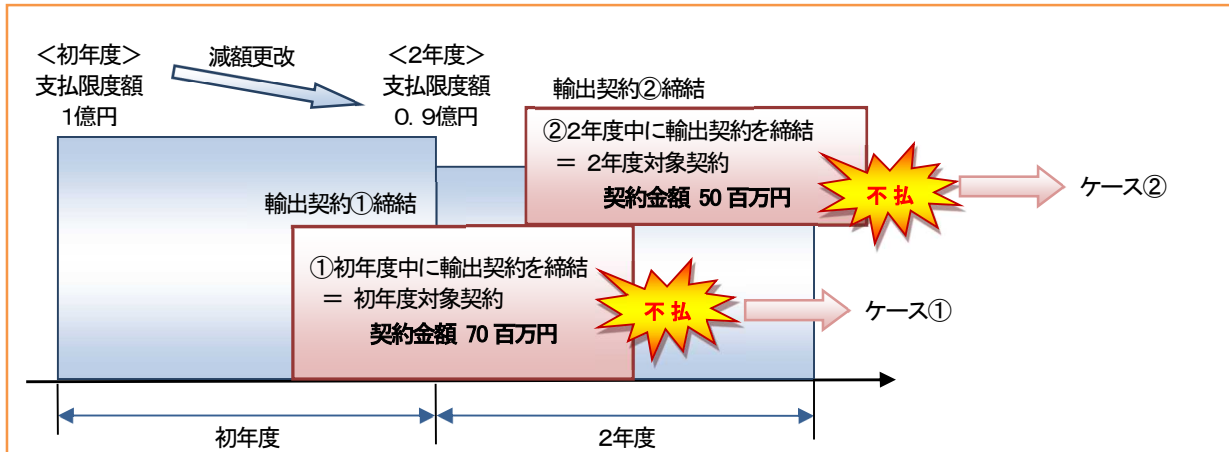 ＜初年度＞
支払限度額
1億円
減額更改
＜2年度＞
支払限度額
0．9億円
輸出契約②締結
②2年度中に輸出契約を締結
＝ 2年度対象契約
契約金額 50 百万円
不払
ケース②
輸出契約①締結
①初年度中に輸出契約を締結
＝ 初年度対象契約
契約金額 70 百万円
不払
ケース①
初年度
2年度